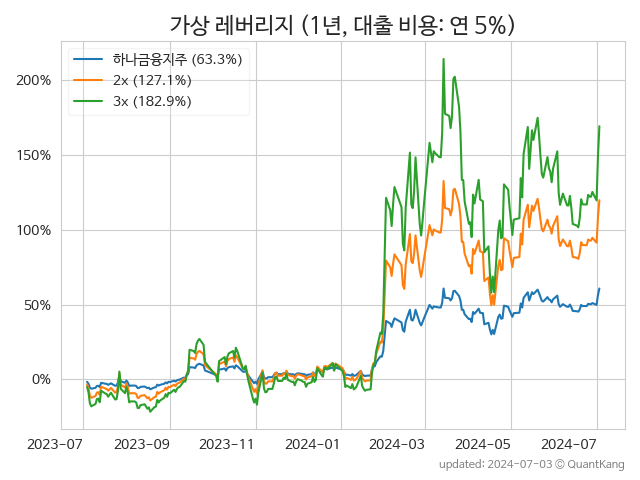 가상 레버리지 (1년, 대출 비용: 연 5%)
하나금융지주 (63.3%)
2x (127.1%)
3x (182.9%)
200%
150%
100%
50%
0%
2023-07 2023-09 2023-11 2024-01 2024-03 2024-05 2024-07
updated: 2024-07-03 © QuantKang